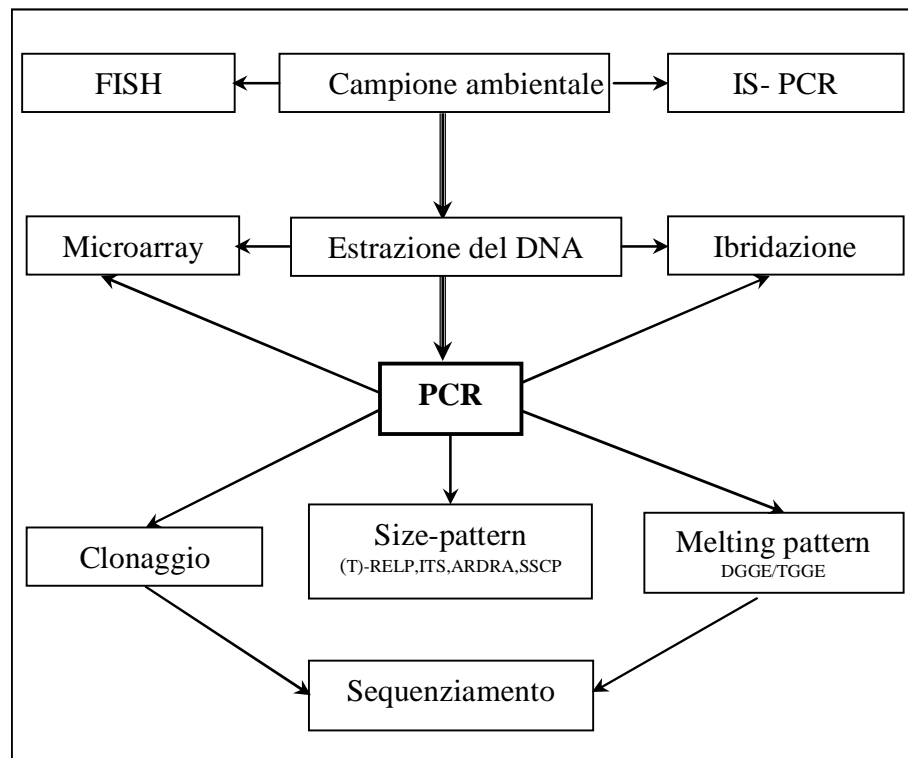 FISH
Campione ambientale
IS- PCR
Microarray
Estrazione del DNA
Ibridazione
PCR
Clonaggio
Size-pattern
(T)-RELP,ITS,ARDRA,SSCP
Melting pattern
DGGE/TGGE
Sequenziamento